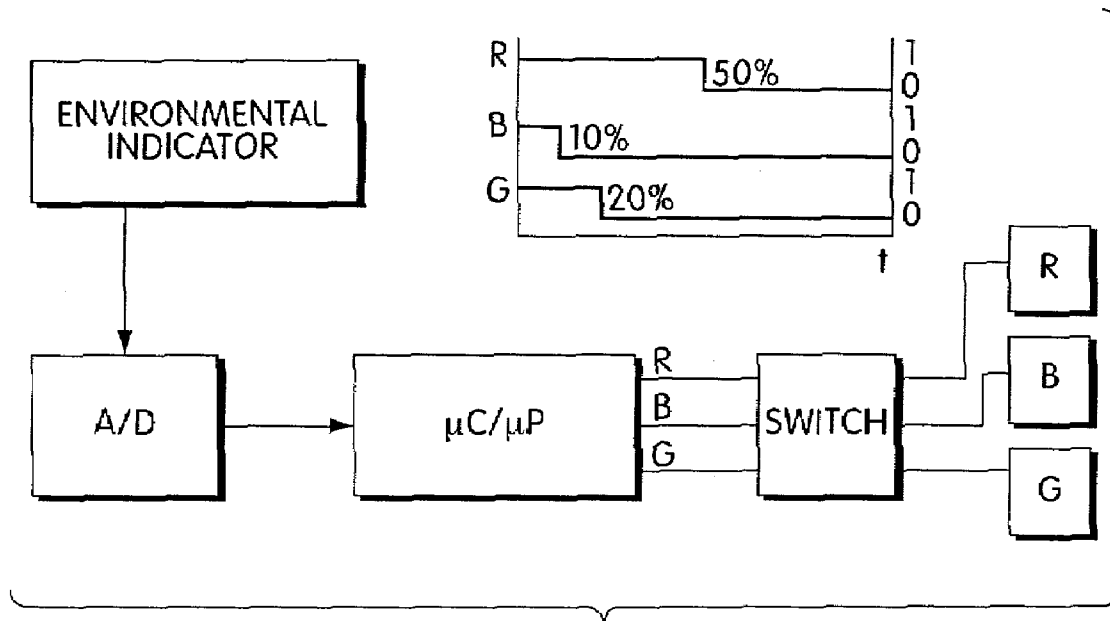 ENVIRONMENTAL
INDICATOR
R
50%
1
0
B
10%
1
0
G
20%
1
0
t
R
B
G
A/D
μC/μP
R
B
G
SWITCH